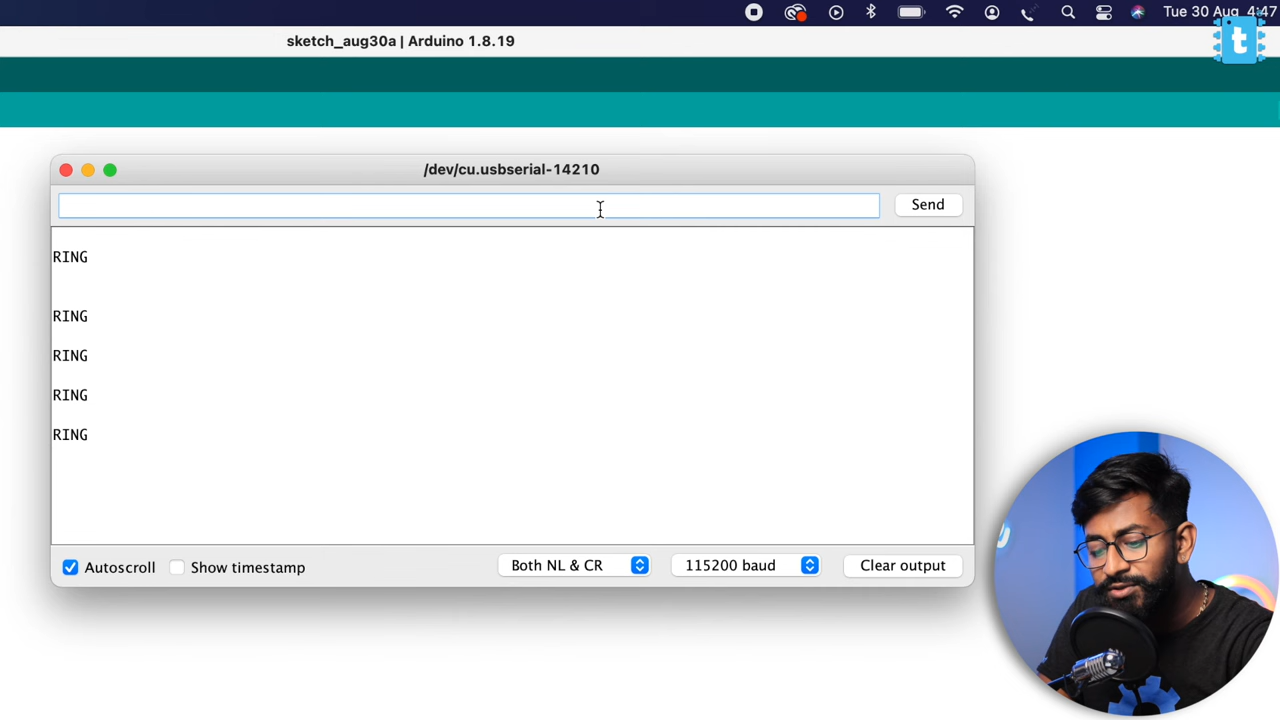 Tue 30 Aug 4:47
sketch_aug30a | Arduino 1.8.19
t
/dev/cu.usbserial-14210
Send
RING
RING
RING
RING
RING
Autoscroll
Show timestamp
Both NL & CR
115200 baud
Clear output